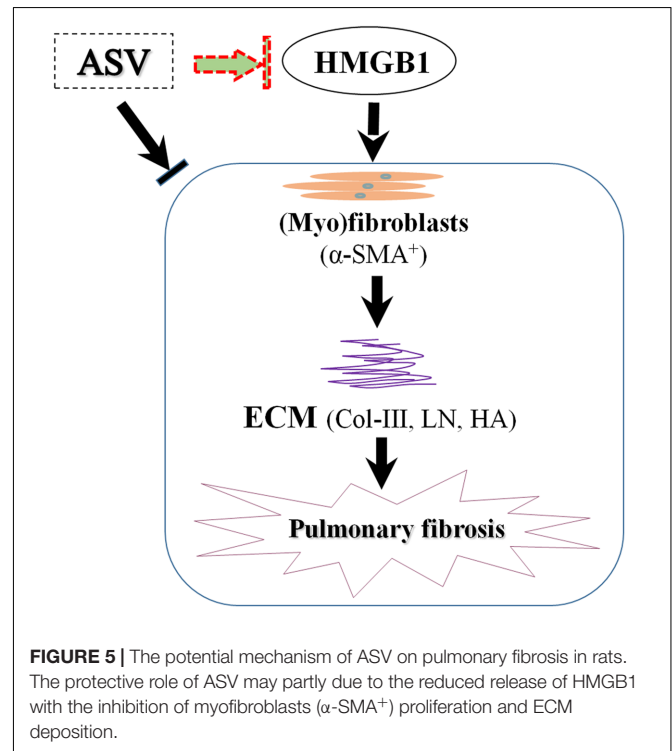 ASV
HMGB1
(Myo)fibroblasts
(α-SMA⁺)
ECM (Col-III, LN, HA)
Pulmonary fibrosis
FIGURE 5 | The potential mechanism of ASV on pulmonary fibrosis in rats.
The protective role of ASV may partly due to the reduced release of HMGB1
with the inhibition of myofibroblasts (α-SMA⁺) proliferation and ECM
deposition.